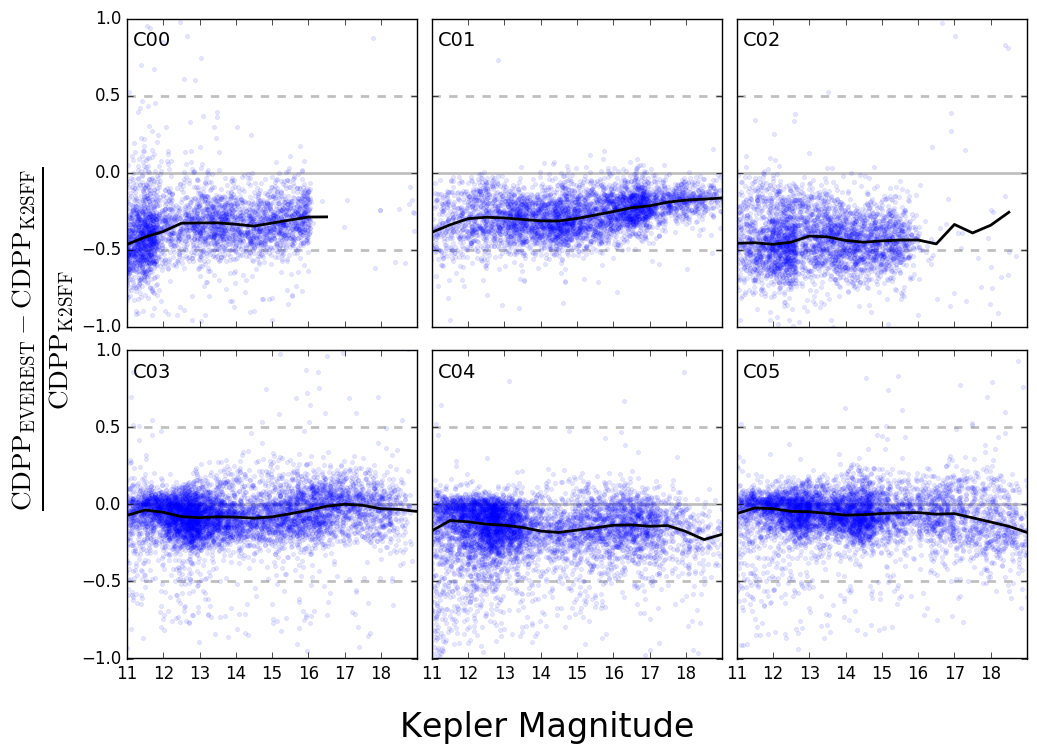 C00
C01
C02
1.0
0.5
0.0
−0.5
−1.0
C03
C04
C05
1.0
0.5
0.0
−0.5
−1.0
11 12 13 14 15 16 17 18
11 12 13 14 15 16 17 18
11 12 13 14 15 16 17 18
CDPP_EVEREST − CDPP_K2SFF
CDPP_K2SFF
Kepler Magnitude